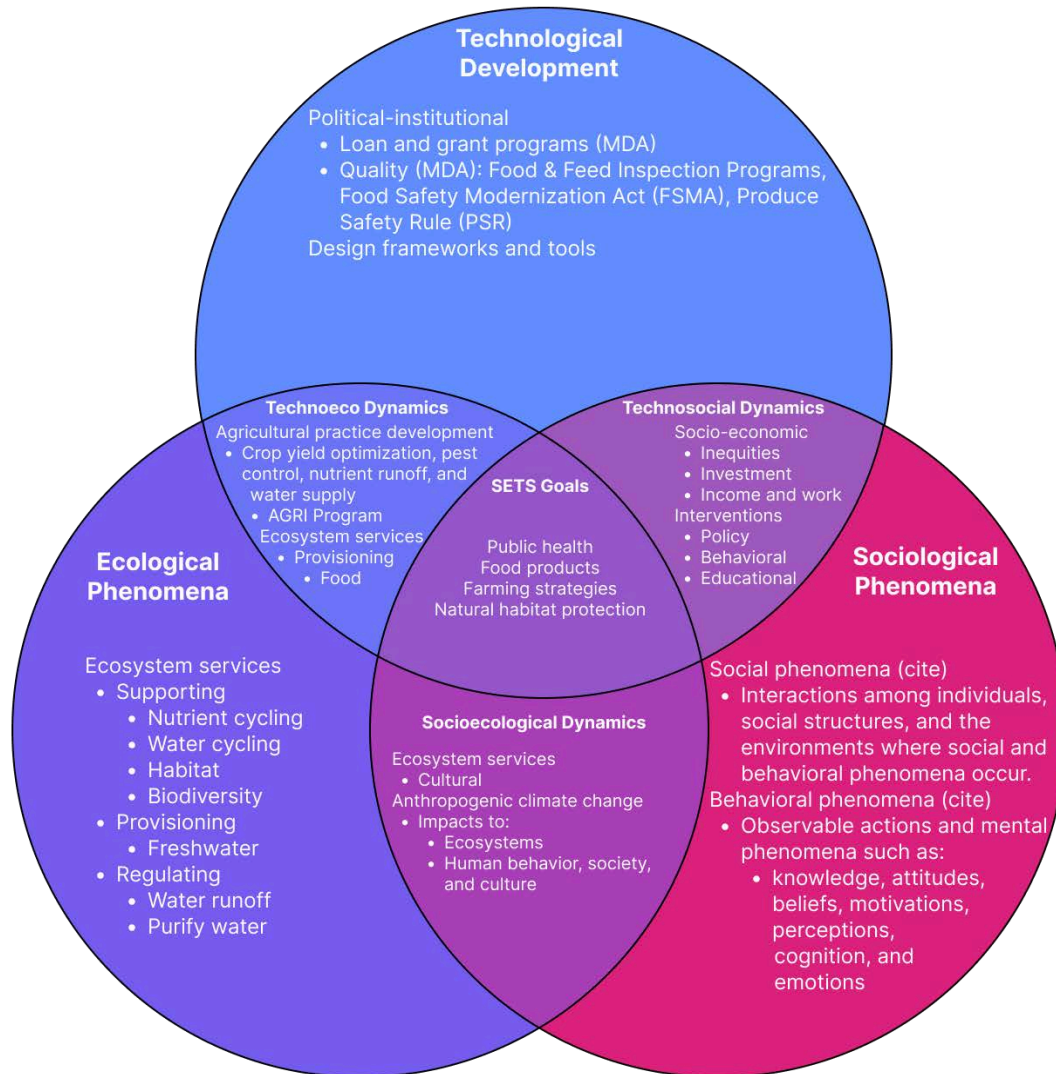 Technological
Development
Political-institutional
• Loan and grant programs (MDA)
• Quality (MDA): Food & Feed Inspection Programs,
Food Safety Modernization Act (FSMA), Produce
Safety Rule (PSR)
Design frameworks and tools
Technoeco Dynamics
Agricultural practice development
• Crop yield optimization, pest
control, nutrient runoff, and
water supply
• AGRI Program
Ecosystem services
• Provisioning
• Food
Technosocial Dynamics
Socio-economic
• Inequities
• Investment
• Income and work
Interventions
• Policy
• Behavioral
• Educational
SETS Goals
Public health
Food products
Farming strategies
Natural habitat protection
Ecological
Phenomena
Ecosystem services
• Supporting
• Nutrient cycling
• Water cycling
• Habitat
• Biodiversity
• Provisioning
• Freshwater
• Regulating
• Water runoff
• Purify water
Socioecological Dynamics
Ecosystem services
• Cultural
Anthropogenic climate change
• Impacts to:
• Ecosystems
• Human behavior, society,
and culture
Sociological
Phenomena
Social phenomena (cite)
• Interactions among individuals,
social structures, and the
environments where social and
behavioral phenomena occur.
Behavioral phenomena (cite)
• Observable actions and mental
phenomena such as:
• knowledge, attitudes,
beliefs, motivations,
perceptions,
cognition, and
emotions